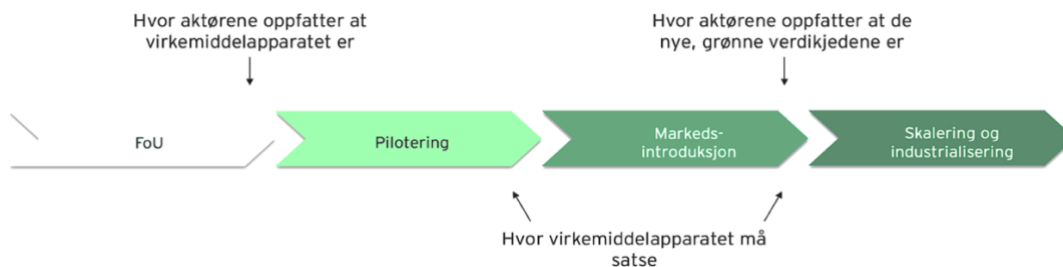 Hvor aktørene oppfatter at
virkemiddelapparatet er
Hvor aktørene oppfatter at de
nye, grønne verdikjedene er
FoU
Pilotering
Markeds-
introduksjon
Skalering og
industrialisering
Hvor virkemiddelapparatet må
satse